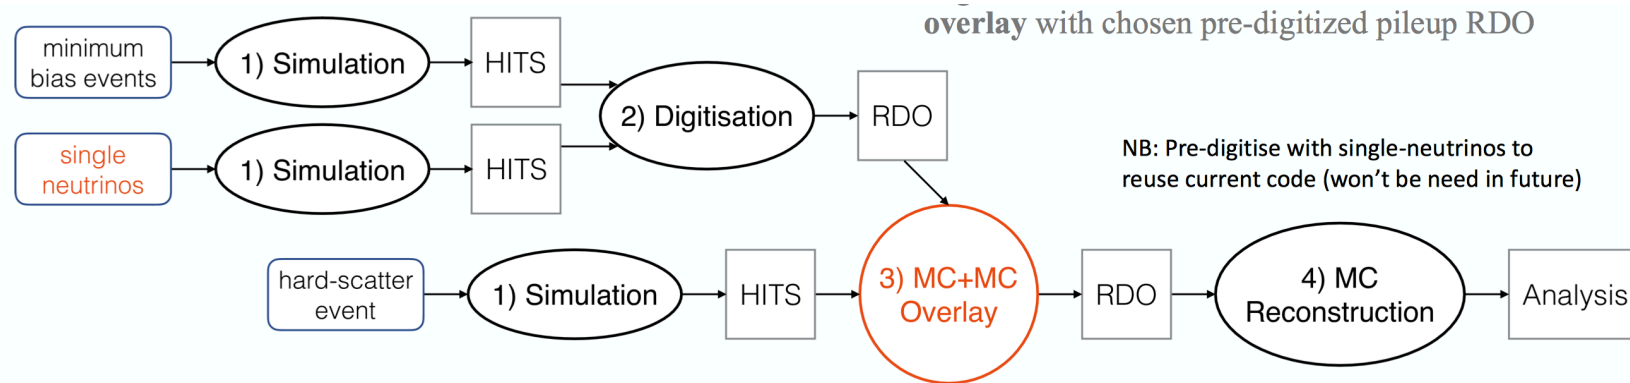 overlay with chosen pre-digitized pileup RDO
minimum
bias events
1) Simulation
HITS
single
neutrinos
1) Simulation
HITS
2) Digitisation
RDO
NB: Pre-digitise with single-neutrinos to
reuse current code (won't be need in future)
hard-scatter
event
1) Simulation
HITS
3) MC+MC
Overlay
RDO
4) MC
Reconstruction
Analysis